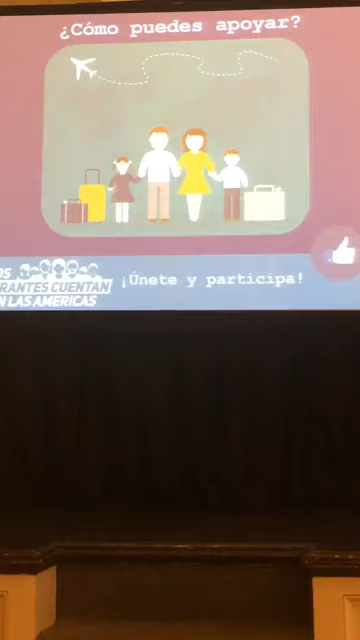 ¿Cómo puedes apoyar?
OS
RANTES CUENTAN
N LAS AMERICAS
¡Únete y participa!